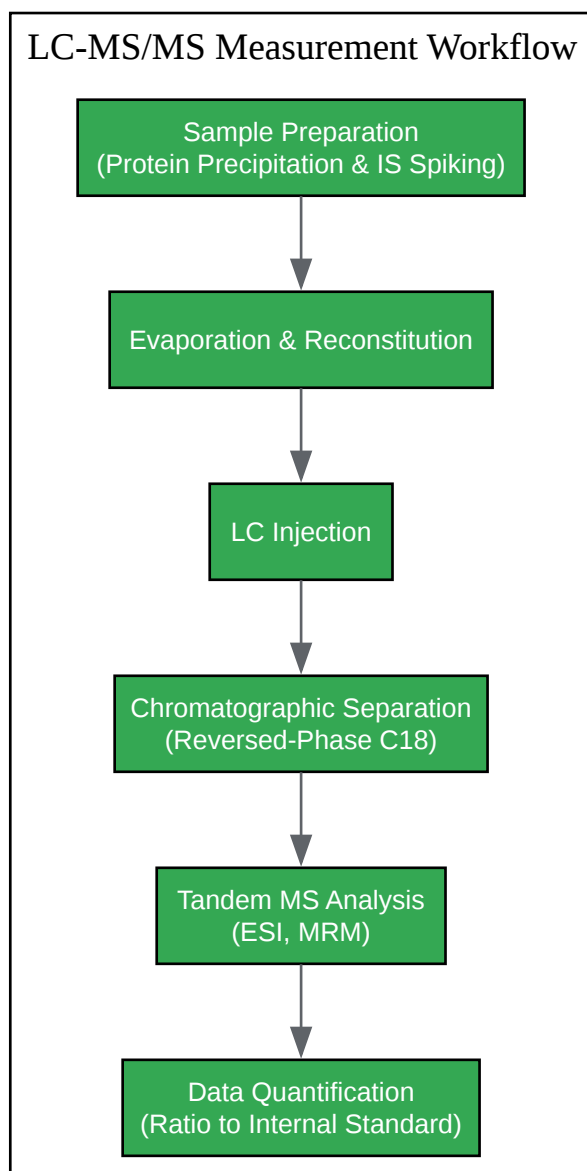 LC-MS/MS Measurement Workflow
Sample Preparation
(Protein Precipitation & IS Spiking)
Evaporation & Reconstitution
LC Injection
Chromatographic Separation
(Reversed-Phase C18)
Tandem MS Analysis
(ESI, MRM)
Data Quantification
(Ratio to Internal Standard)